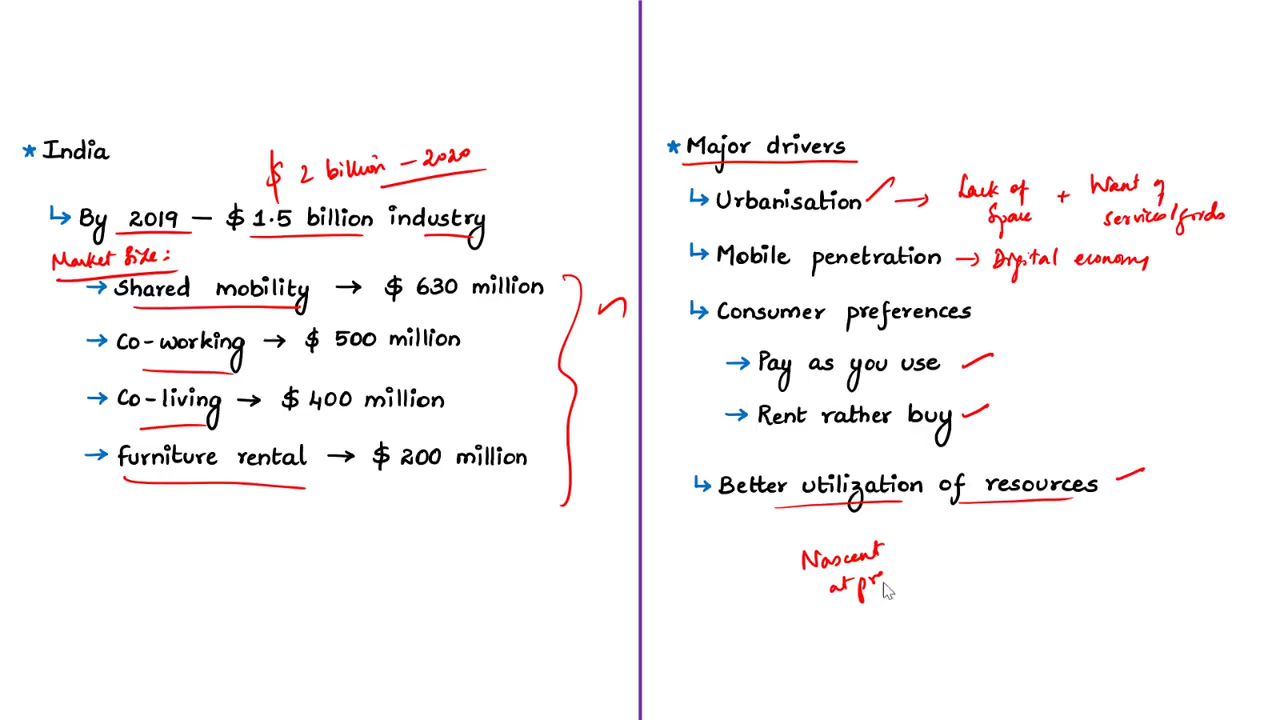 * India
$ 2 billion - 2020
↳ By 2019 - $ 1.5 billion industry
Market Size:
→ Shared mobility → $ 630 million
→ Co-working → $ 500 million
→ Co-living → $ 400 million
→ furniture rental → $ 200 million
* Major drivers
↳ Urbanisation → Lack of Space + Want of services/goods
↳ Mobile penetration → Digital economy
↳ Consumer preferences
→ Pay as you use
→ Rent rather buy
↳ Better utilization of resources
Nascent
at pre